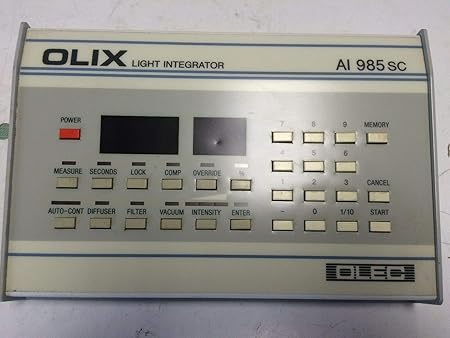 OLIX LIGHT INTEGRATOR AI 985 SC
POWER 7 8 9 MEMORY
4 5 6
MEASURE SECONDS LOCK COMP OVERRIDE % 1 2 3 CANCEL
AUTO-CONT DIFFUSER FILTER VACUUM INTENSITY ENTER – 0 1/10 START
OLEC